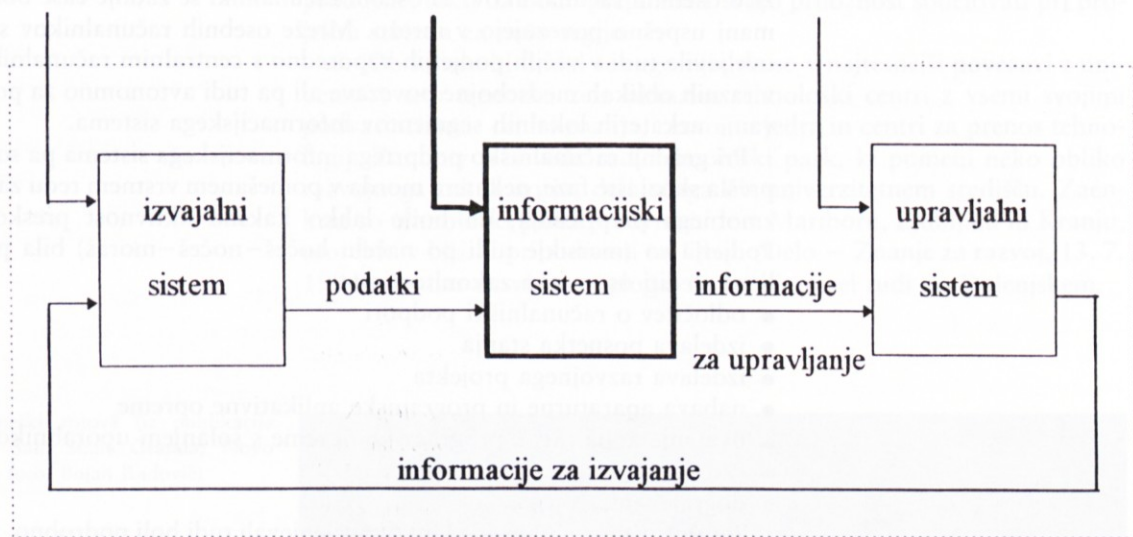 izvajalni
sistem
podatki
informacijski
sistem
informacije
za upravljanje
upravljalni
sistem
informacije za izvajanje